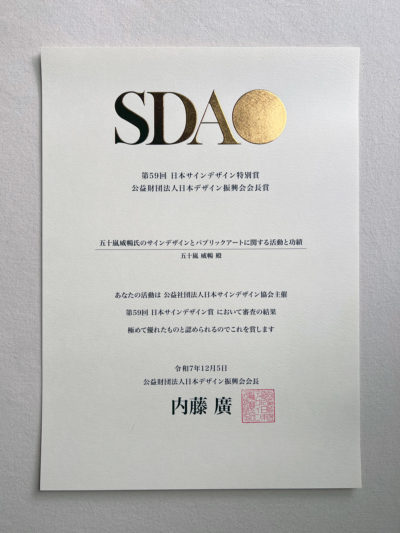 SDA
第59回 日本サインデザイン特別賞
公益財団法人日本デザイン振興会会長賞
五十嵐威暢氏のサインデザインとパブリックアートに関する活動と功績
五十嵐 威暢 殿
あなたの活動は 公益社団法人日本サインデザイン協会主催
第59回 日本サインデザイン賞 において審査の結果
極めて優れたものと認められるのでこれを賞します
令和7年12月5日
公益財団法人日本デザイン振興会会長
内藤 廣